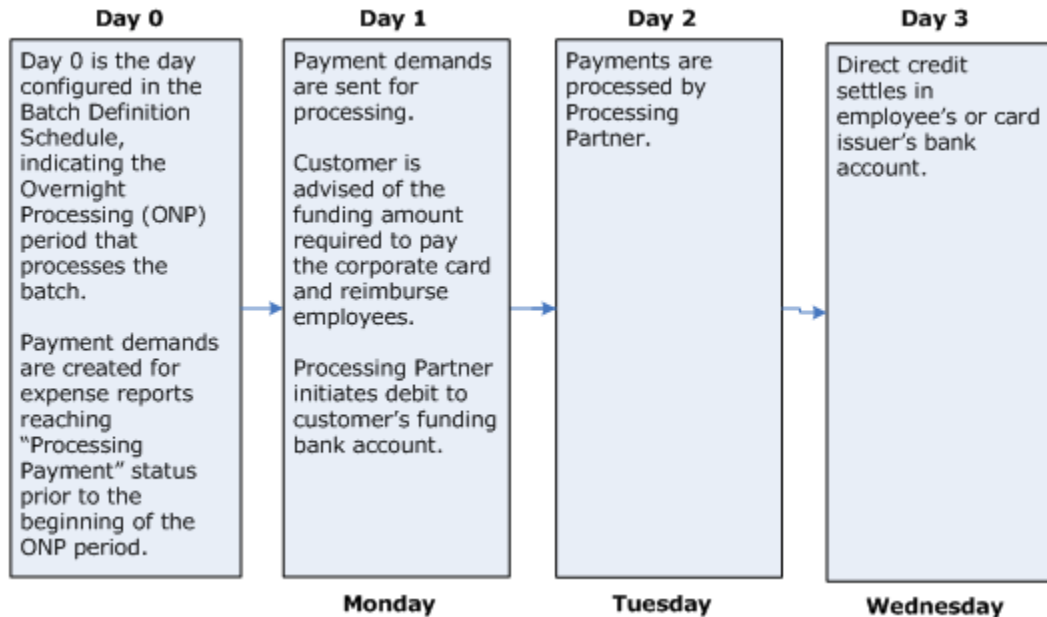 Day 0
Day 0 is the day
configured in the
Batch Definition
Schedule,
indicating the
Overnight
Processing (ONP)
period that
processes the
batch.
Payment demands
are created for
expense reports
reaching
“Processing
Payment” status
prior to the
beginning of the
ONP period.
Day 1
Payment demands
are sent for
processing.
Customer is
advised of the
funding amount
required to pay
the corporate card
and reimburse
employees.
Processing Partner
initiates debit to
customer’s funding
bank account.
Monday
Day 2
Payments are
processed by
Processing
Partner.
Tuesday
Day 3
Direct credit
settles in
employee’s or card
issuer’s bank
account.
Wednesday